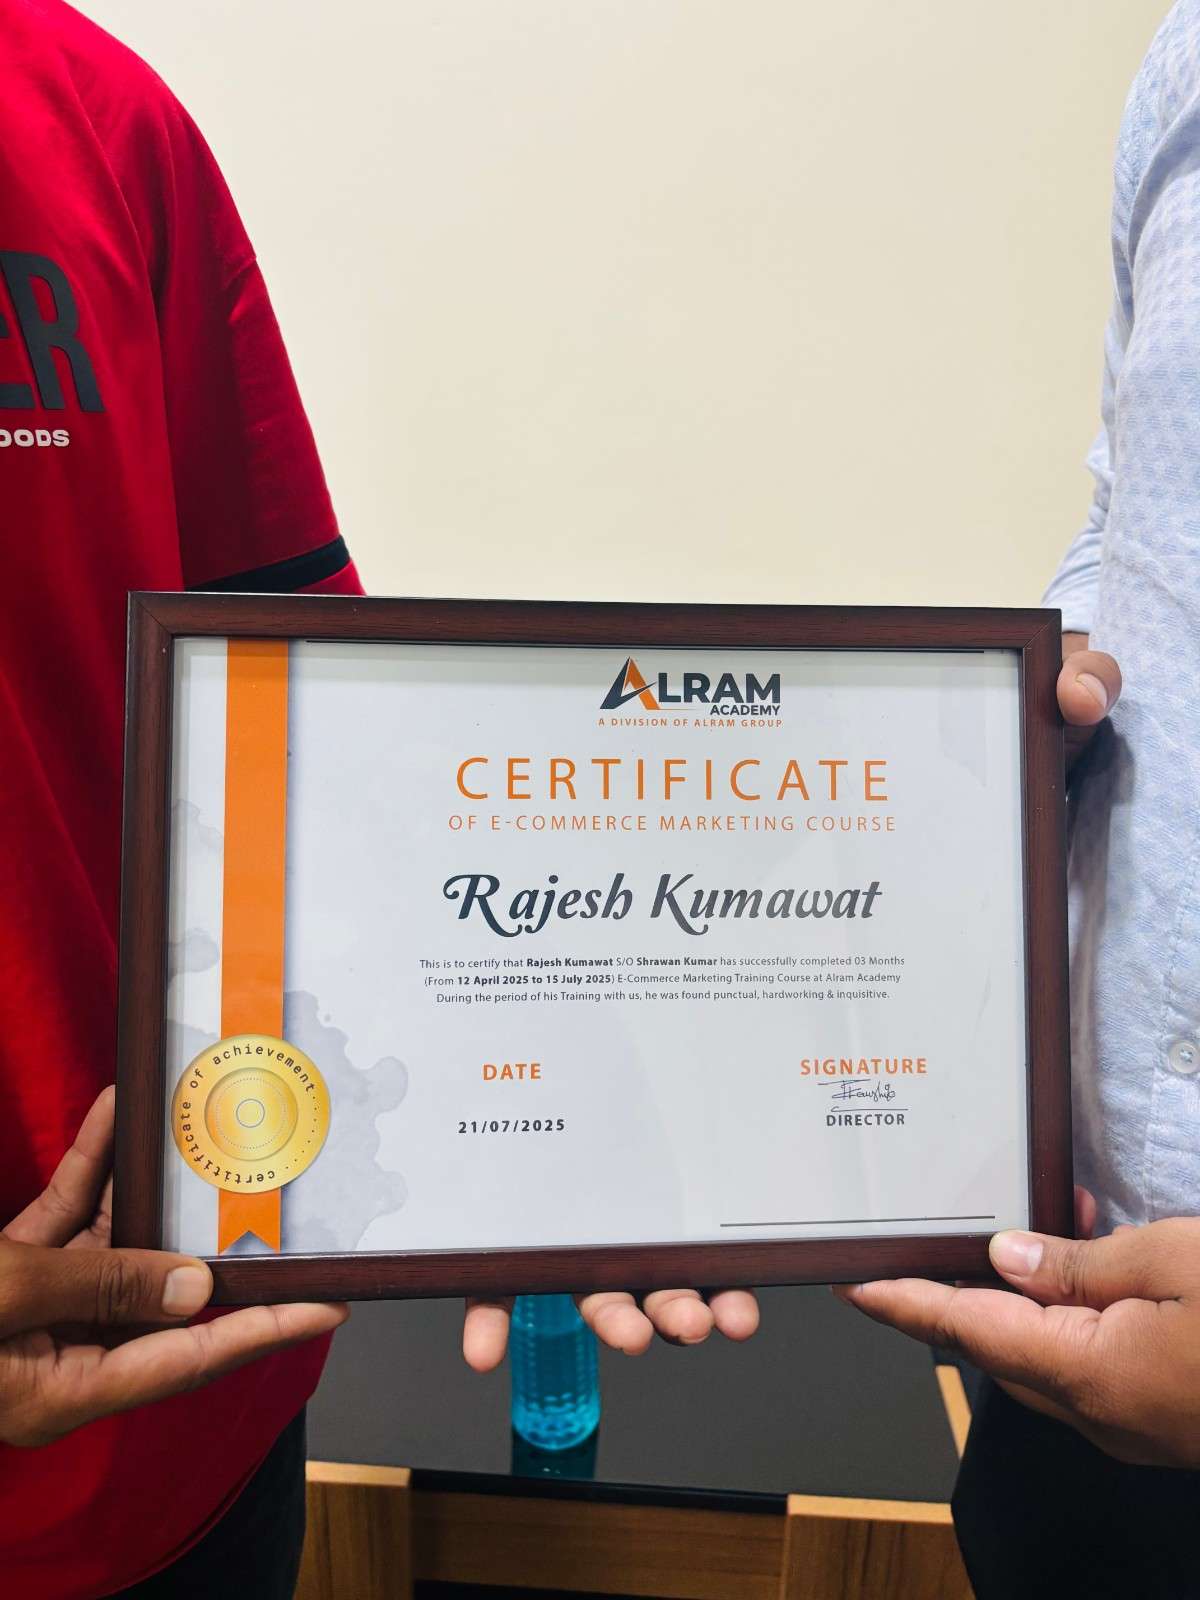 ER
OODS
ALRAM
ACADEMY
A DIVISION OF ALRAM GROUP
CERTIFICATE
OF E-COMMERCE MARKETING COURSE
Rajesh Kumawat
This is to certify that Rajesh Kumawat S/O Shrawan Kumar has successfully completed 03 Months
(From 12 April 2025 to 15 July 2025) E-Commerce Marketing Training Course at Alram Academy
During the period of his Training with us, he was found punctual, hardworking & inquisitive.
certificate of achievement
DATE
21/07/2025
SIGNATURE
DIRECTOR